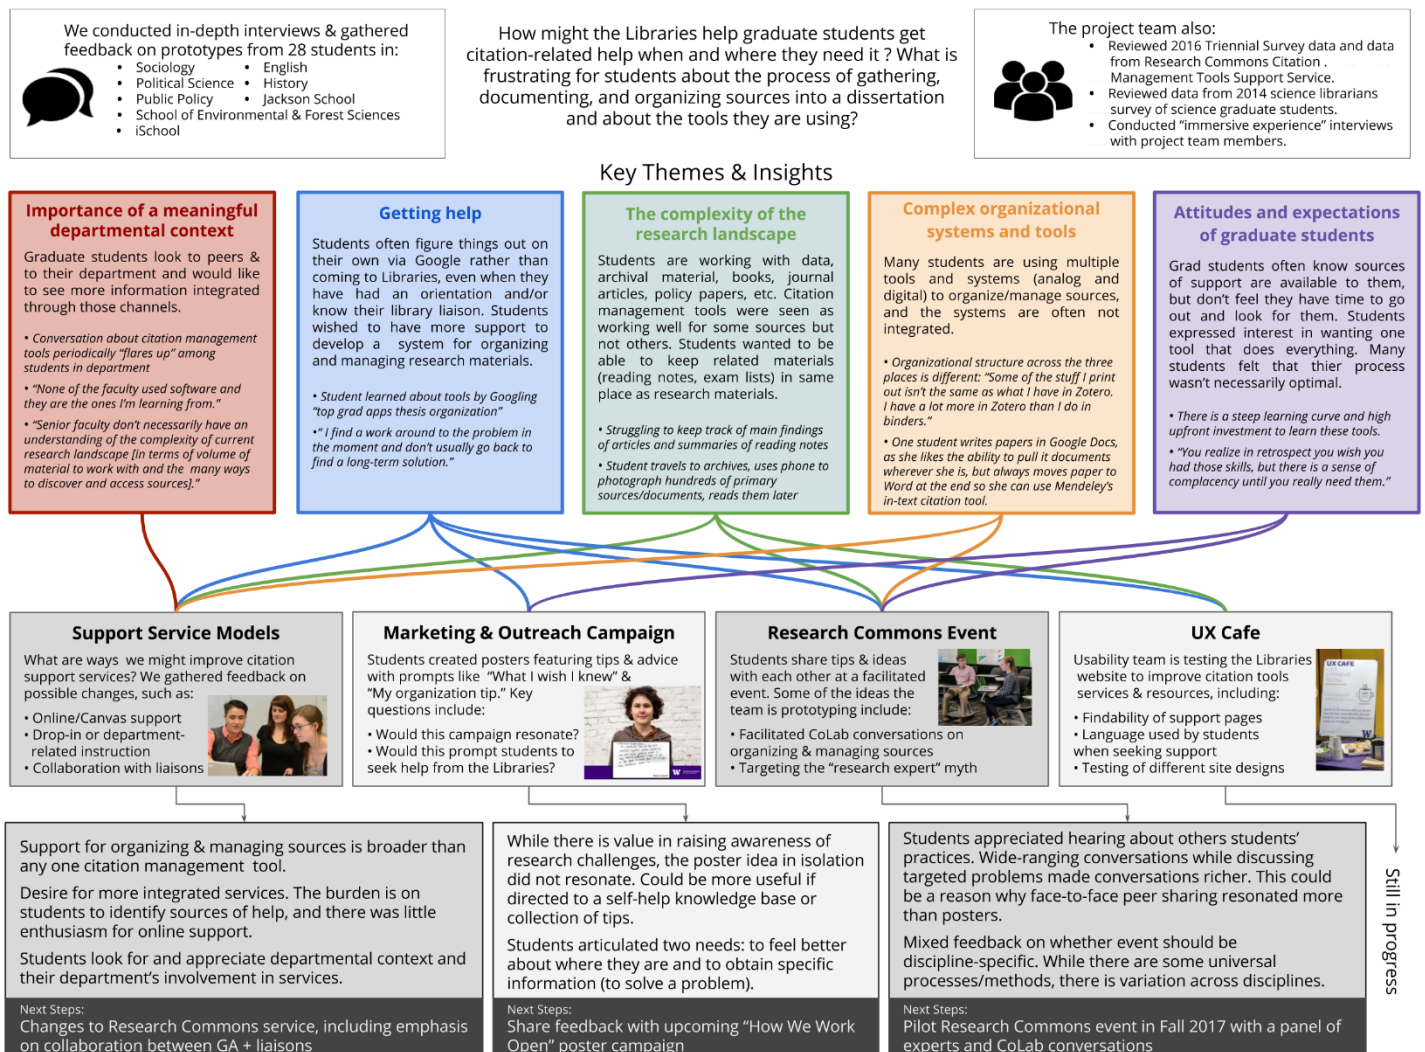 We conducted in-depth interviews & gathered
feedback on prototypes from 28 students in:
• Sociology
• Political Science
• Public Policy
• School of Environmental & Forest Sciences
• iSchool
• English
• History
• Jackson School
How might the Libraries help graduate students get
citation-related help when and where they need it ? What is
frustrating for students about the process of gathering,
documenting, and organizing sources into a dissertation
and about the tools they are using?
The project team also:
• Reviewed 2016 Triennial Survey data and data
from Research Commons Citation .
Management Tools Support Service.
• Reviewed data from 2014 science librarians
survey of science graduate students.
• Conducted “immersive experience” interviews
with project team members.
Key Themes & Insights
Importance of a meaningful
departmental context
Graduate students look to peers &
to their department and would like
to see more information integrated
through those channels.
• Conversation about citation management
tools periodically “flares up” among
students in department
• “None of the faculty used software and
they are the ones I’m learning from.”
• “Senior faculty don’t necessarily have an
understanding of the complexity of current
research landscape [in terms of volume of
material to work with and the many ways
to discover and access sources].”
Getting help
Students often figure things out on
their own via Google rather than
coming to Libraries, even when they
have had an orientation and/or
know their library liaison. Students
wished to have more support to
develop a system for organizing
and managing research materials.
• Student learned about tools by Googling
“top grad apps thesis organization”
•“ I find a work around to the problem in
the moment and don’t usually go back to
find a long-term solution.”
The complexity of the
research landscape
Students are working with data,
archival material, books, journal
articles, policy papers, etc. Citation
management tools were seen as
working well for some sources but
not others. Students wanted to be
able to keep related materials
(reading notes, exam lists) in same
place as research materials.
• Struggling to keep track of main findings
of articles and summaries of reading notes
• Student travels to archives, uses phone to
photograph hundreds of primary
sources/documents, reads them later
Complex organizational
systems and tools
Many students are using multiple
tools and systems (analog and
digital) to organize/manage sources,
and the systems are often not
integrated.
• Organizational structure across the three
places is different: “Some of the stuff I print
out isn’t the same as what I have in Zotero.
I have a lot more in Zotero than I do in
binders.”
• One student writes papers in Google Docs,
as she likes the ability to pull it documents
wherever she is, but always moves paper to
Word at the end so she can use Mendeley’s
in-text citation tool.
Attitudes and expectations
of graduate students
Grad students often know sources
of support are available to them,
but don’t feel they have time to go
out and look for them. Students
expressed interest in wanting one
tool that does everything. Many
students felt that thier process
wasn’t necessarily optimal.
• There is a steep learning curve and high
upfront investment to learn these tools.
• “You realize in retrospect you wish you
had those skills, but there is a sense of
complacency until you really need them.”
Support Service Models
What are ways we might improve citation
support services? We gathered feedback on
possible changes, such as:
• Online/Canvas support
• Drop-in or department-
related instruction
• Collaboration with liaisons
Marketing & Outreach Campaign
Students created posters featuring tips & advice
with prompts like “What I wish I knew” &
“My organization tip.” Key
questions include:
• Would this campaign resonate?
• Would this prompt students to
seek help from the Libraries?
W
Research Commons Event
Students share tips & ideas
with each other at a facilitated
event. Some of the ideas the
team is prototyping include:
• Facilitated CoLab conversations on
organizing & managing sources
• Targeting the “research expert” myth
UX Cafe
Usability team is testing the Libraries
website to improve citation tools
services & resources, including:
• Findability of support pages
• Language used by students
when seeking support
• Testing of different site designs
UX CAFE
W
Support for organizing & managing sources is broader than
any one citation management tool.
Desire for more integrated services. The burden is on
students to identify sources of help, and there was little
enthusiasm for online support.
Students look for and appreciate departmental context and
their department’s involvement in services.
Next Steps:
Changes to Research Commons service, including emphasis
on collaboration between GA + liaisons
While there is value in raising awareness of
research challenges, the poster idea in isolation
did not resonate. Could be more useful if
directed to a self-help knowledge base or
collection of tips.
Students articulated two needs: to feel better
about where they are and to obtain specific
information (to solve a problem).
Next Steps:
Share feedback with upcoming “How We Work
Open” poster campaign
Students appreciated hearing about others students’
practices. Wide-ranging conversations while discussing
targeted problems made conversations richer. This could
be a reason why face-to-face peer sharing resonated more
than posters.
Mixed feedback on whether event should be
discipline-specific. While there are some universal
processes/methods, there is variation across disciplines.
Next Steps:
Pilot Research Commons event in Fall 2017 with a panel of
experts and CoLab conversations
Still in progress